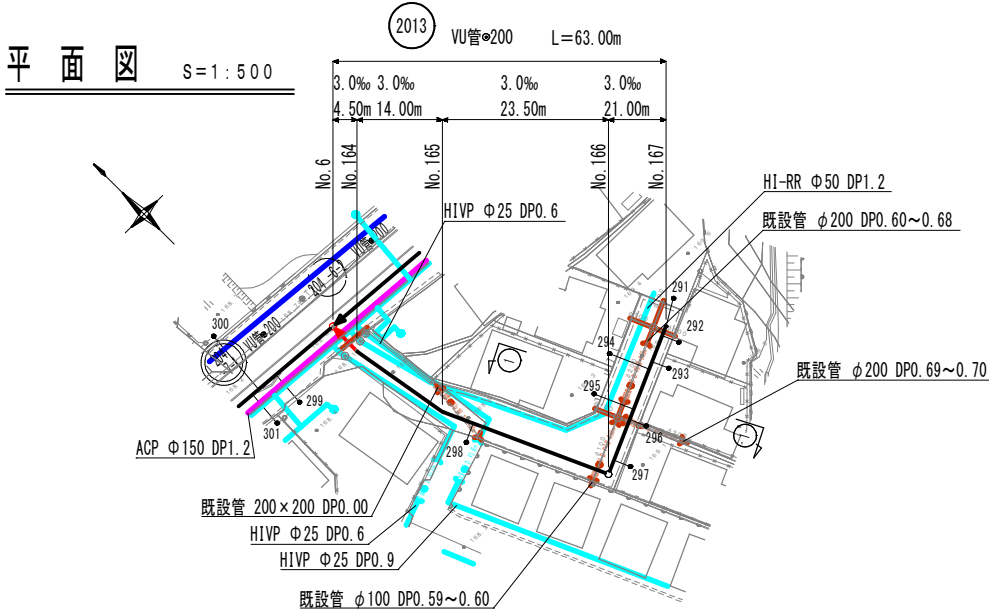 2013
VU管◎200 L=63.00m
平面図 S=1:500
3.0‰ 3.0‰ 3.0‰ 3.0‰
4.50m 14.00m 23.50m 21.00m
No.6
No.164
No.165
No.166
No.167
HI-RR Φ50 DP1.2
HIVP Φ25 DP0.6
既設管 φ200 DP0.60～0.68
VU管◎200
300
VU管◎200
291
292
294
293
295
299
301
298
296
297
既設管 φ200 DP0.69～0.70
ACP Φ150 DP1.2
既設管 200×200 DP0.00
HIVP Φ25 DP0.6
HIVP Φ25 DP0.9
既設管 φ100 DP0.59～0.60